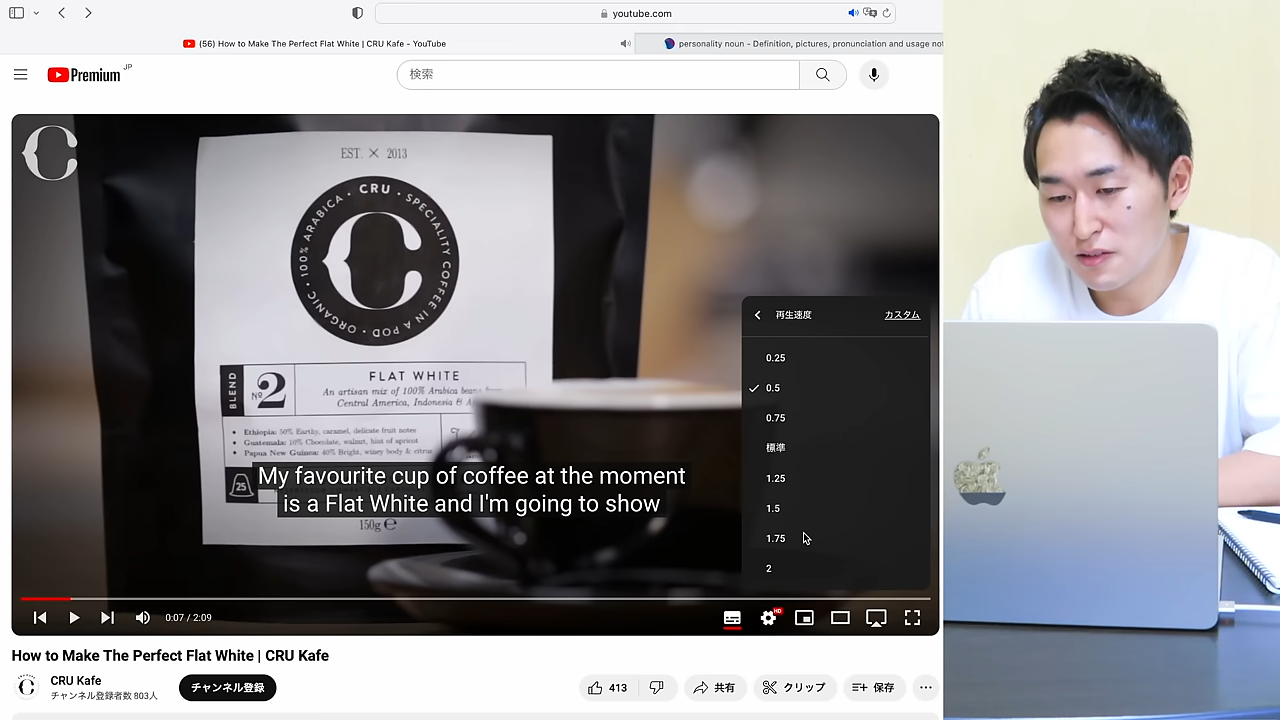 youtube.com
(56) How to Make The Perfect Flat White | CRU Kafe - YouTube
personality noun - Definition, pictures, pronunciation and usage not
Premium JP
検索
EST. 2013
100% ARABICA · CRU · SPECIALITY COFFEE IN A POD · ORGANIC ·
BLEND
Nº2
FLAT WHITE
An artisan mix of 100% Arabica beans from
Central America, Indonesia &
Ethiopia: 50% Earthy, caramel, delicate fruit notes
Guatemala: 10% Chocolate, walnut, hint of apricot
Papua New Guinea: 40% Bright, winey body & citrus
25
150g ℮
My favourite cup of coffee at the moment
is a Flat White and I'm going to show
再生速度 カスタム
0.25
0.5
0.75
標準
1.25
1.5
1.75
2
0:07 / 2:09
HD
How to Make The Perfect Flat White | CRU Kafe
CRU Kafe
チャンネル登録者数 803人
チャンネル登録
413
共有
クリップ
保存